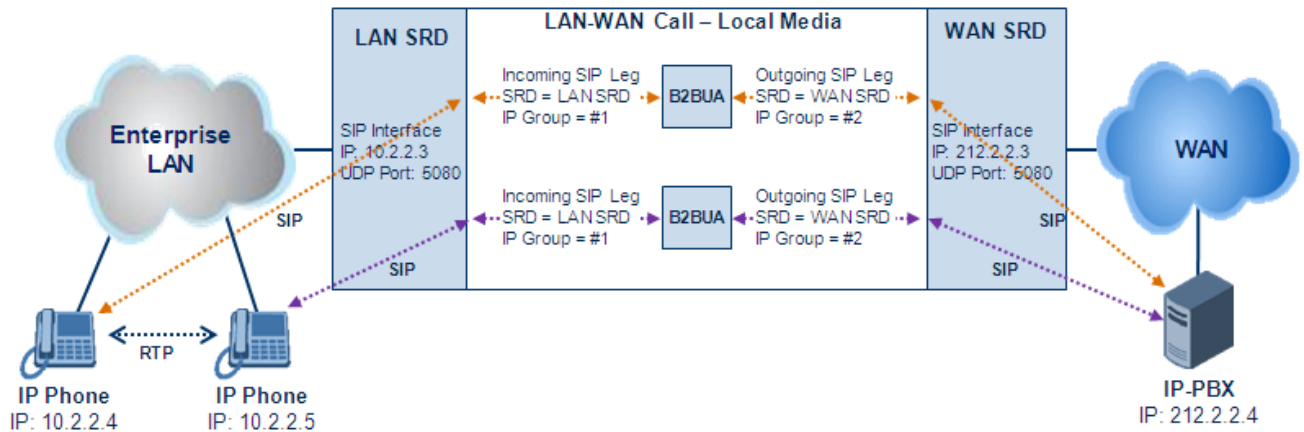 LAN-WAN Call – Local Media
LAN SRD
WAN SRD
Incoming SIP Leg
SRD = LAN SRD
IP Group = #1
B2BUA
Outgoing SIP Leg
SRD = WAN SRD
IP Group = #2
Enterprise
LAN
SIP Interface
IP: 10.2.2.3
UDP Port: 5080
SIP Interface
IP: 212.2.2.3
UDP Port: 5080
WAN
Incoming SIP Leg
SRD = LAN SRD
IP Group = #1
B2BUA
Outgoing SIP Leg
SRD = WAN SRD
IP Group = #2
SIP
SIP
SIP
SIP
RTP
IP Phone
IP: 10.2.2.4
IP Phone
IP: 10.2.2.5
IP-PBX
IP: 212.2.2.4